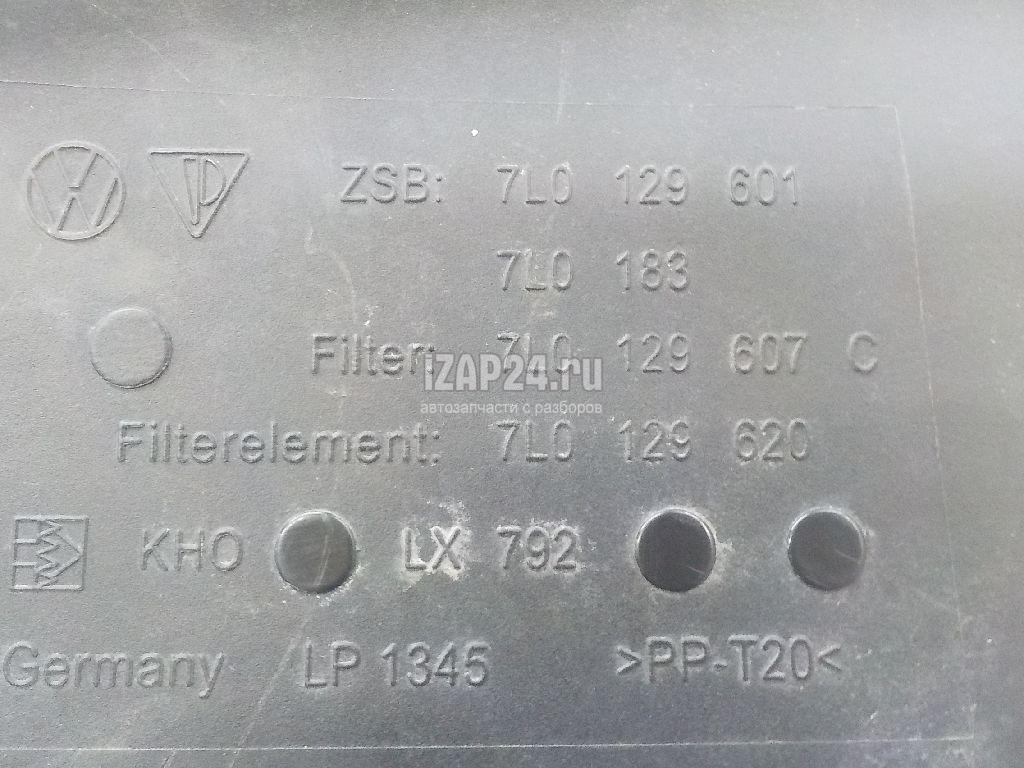 ZSB: 7L0 129 601
7L0 183
Filter: 7L0 129 607 C
iZAP24.ru
автозапчасти с разборов
Filterelement: 7L0 129 620
KHO LX 792
Germany LP 1345 >PP-T20<